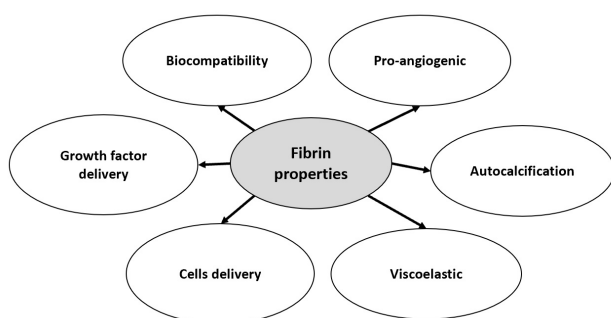 Biocompatibility
Pro-angiogenic
Growth factor
delivery
Fibrin
properties
Autocalcification
Cells delivery
Viscoelastic